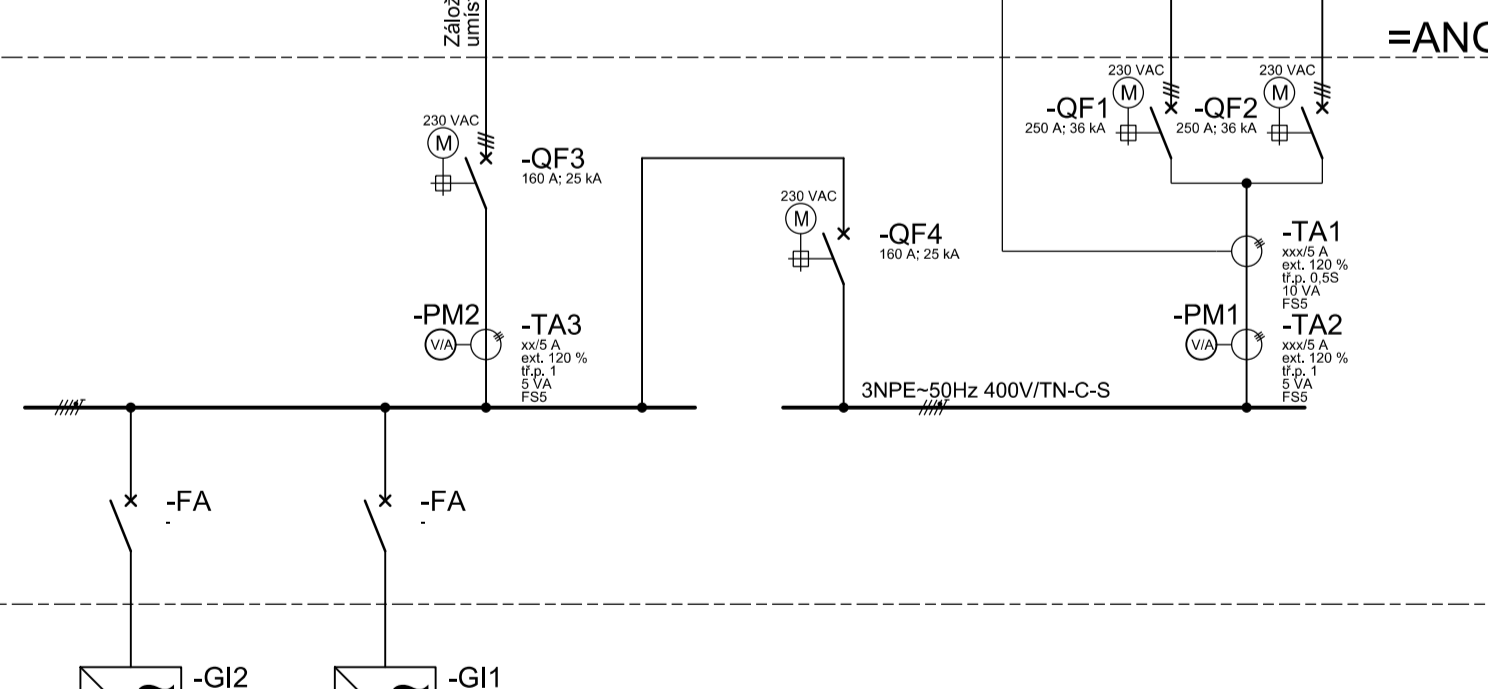 Zálož
umís
=ANG
230 VAC
M
-QF1
250 A; 36 kA
230 VAC
M
-QF2
250 A; 36 kA
230 VAC
M
-QF3
160 A; 25 kA
230 VAC
M
-QF4
160 A; 25 kA
-TA1
xxx/5 A
ext. 120 %
tř.p. 0,5S
10 VA
FS5
-PM2
V/A
-TA3
xx/5 A
ext. 120 %
tř.p. 1
5 VA
FS5
-PM1
V/A
-TA2
xxx/5 A
ext. 120 %
tř.p. 1
5 VA
FS5
3NPE~50Hz 400V/TN-C-S
-FA
-
-FA
-
-GI2
-GI1